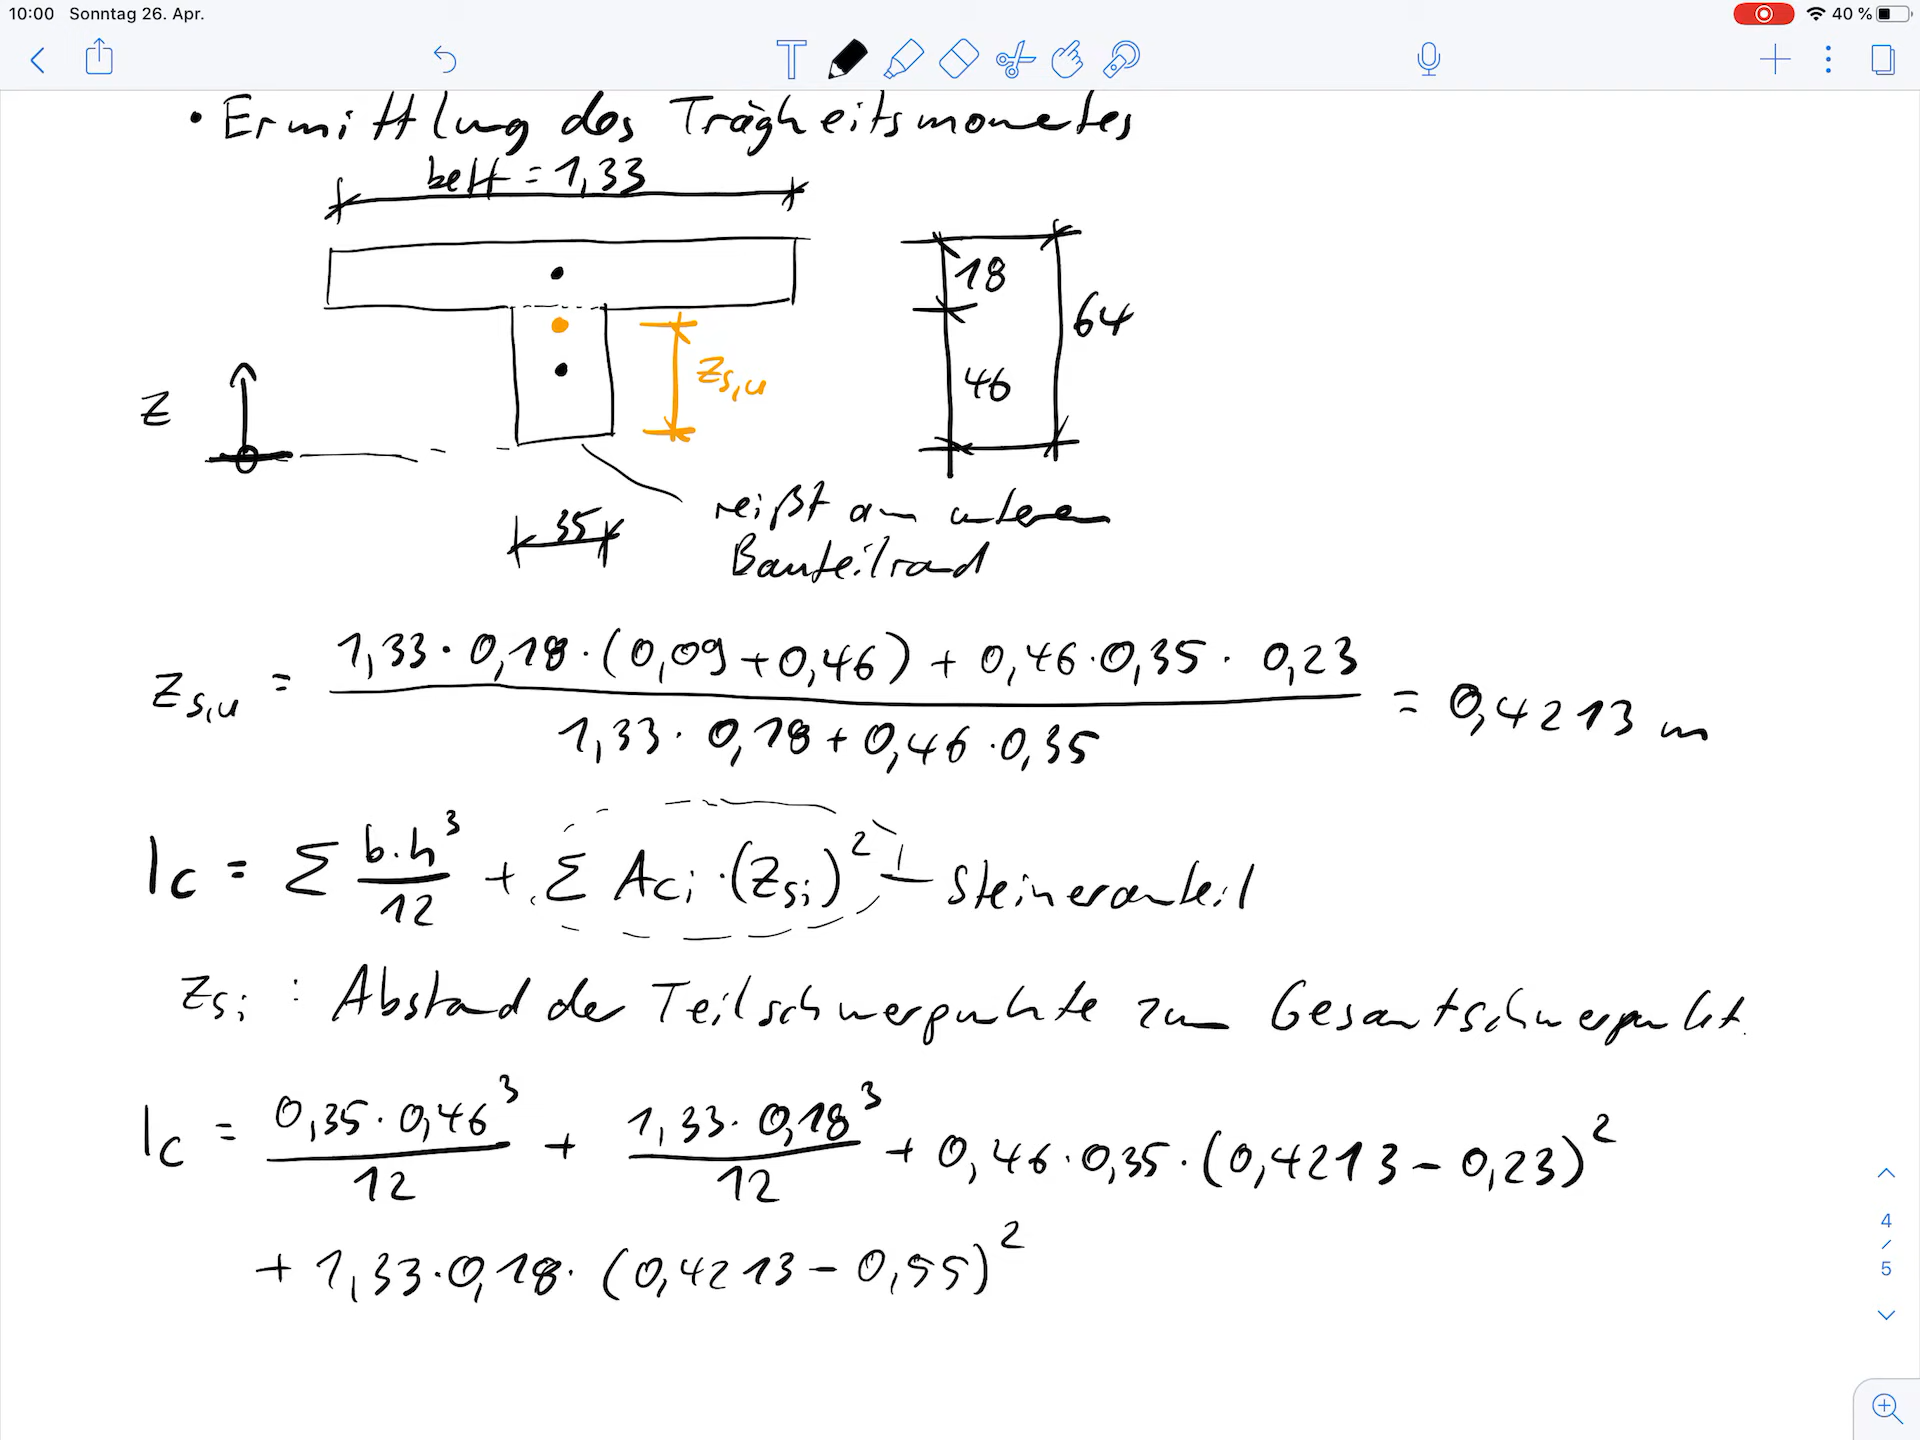 10:00 Sonntag 26. Apr.
40 %
T
• Ermittlung des Trägheitsmomentes
beff = 1,33
18
64
46
Zs,u
Z
35
reißt am unteren
Bauteilrand
Zs,u = (1,33 · 0,18 · (0,09 + 0,46) + 0,46 · 0,35 · 0,23) / (1,33 · 0,18 + 0,46 · 0,35) = 0,4213 m
Ic = Σ b·h³/12 + Σ Aci · (Zsi)² Steineranteil
Zsi : Abstand der Teilschwerpunkte zum Gesamtschwerpunkt.
Ic = 0,35 · 0,46³/12 + 1,33 · 0,18³/12 + 0,46 · 0,35 · (0,4213 - 0,23)²
+ 1,33 · 0,18 · (0,4213 - 0,55)²
4
/
5